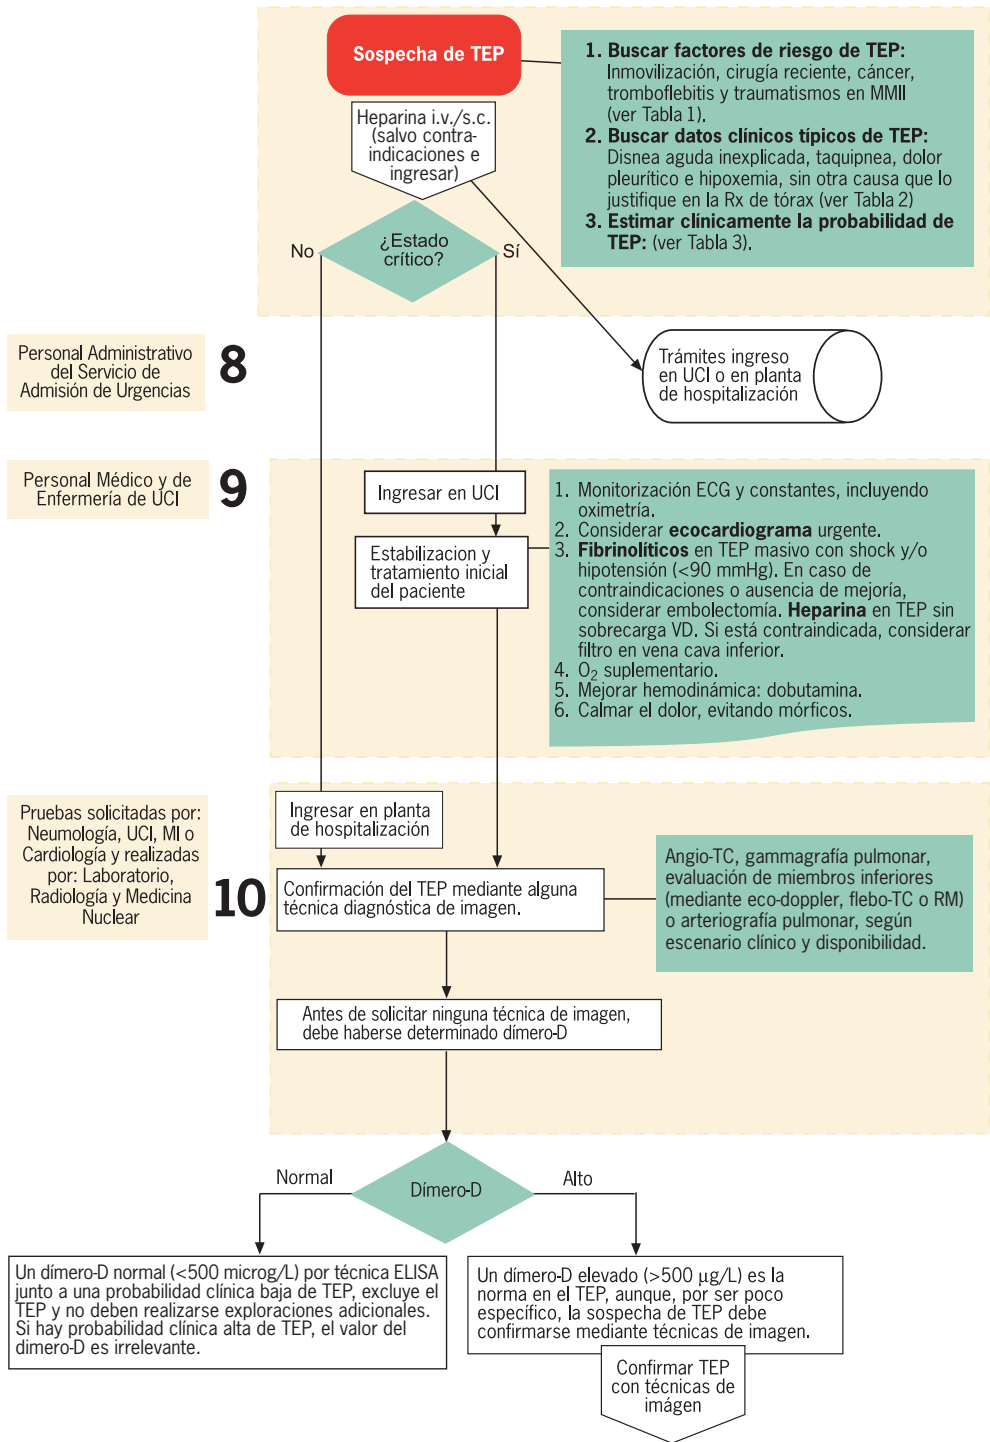 Sospecha de TEP
1. Buscar factores de riesgo de TEP:
Inmovilización, cirugía reciente, cáncer,
tromboflebitis y traumatismos en MMII
(ver Tabla 1).
2. Buscar datos clínicos típicos de TEP:
Disnea aguda inexplicada, taquipnea, dolor
pleurítico e hipoxemia, sin otra causa que lo
justifique en la Rx de tórax (ver Tabla 2)
3. Estimar clínicamente la probabilidad de
TEP: (ver Tabla 3).
Heparina i.v./s.c.
(salvo contra-
indicaciones e
ingresar)
¿Estado
crítico?
No
Sí
Personal Administrativo
del Servicio de
Admisión de Urgencias
8
Trámites ingreso
en UCI o en planta
de hospitalización
Personal Médico y de
Enfermería de UCI
9
Ingresar en UCI
Estabilizacion y
tratamiento inicial
del paciente
1. Monitorización ECG y constantes, incluyendo
oximetría.
2. Considerar ecocardiograma urgente.
3. Fibrinolíticos en TEP masivo con shock y/o
hipotensión (<90 mmHg). En caso de
contraindicaciones o ausencia de mejoría,
considerar embolectomía. Heparina en TEP sin
sobrecarga VD. Si está contraindicada, considerar
filtro en vena cava inferior.
4. O₂ suplementario.
5. Mejorar hemodinámica: dobutamina.
6. Calmar el dolor, evitando mórficos.
Pruebas solicitadas por:
Neumología, UCI, MI o
Cardiología y realizadas
por: Laboratorio,
Radiología y Medicina
Nuclear
10
Ingresar en planta
de hospitalización
Confirmación del TEP mediante alguna
técnica diagnóstica de imagen.
Angio-TC, gammagrafía pulmonar,
evaluación de miembros inferiores
(mediante eco-doppler, flebo-TC o RM)
o arteriografía pulmonar, según
escenario clínico y disponibilidad.
Antes de solicitar ninguna técnica de imagen,
debe haberse determinado dímero-D
Normal
Dímero-D
Alto
Un dímero-D normal (<500 microg/L) por técnica ELISA
junto a una probabilidad clínica baja de TEP, excluye el
TEP y no deben realizarse exploraciones adicionales.
Si hay probabilidad clínica alta de TEP, el valor del
dimero-D es irrelevante.
Un dímero-D elevado (>500 µg/L) es la
norma en el TEP, aunque, por ser poco
específico, la sospecha de TEP debe
confirmarse mediante técnicas de imagen.
Confirmar TEP
con técnicas de
imágen